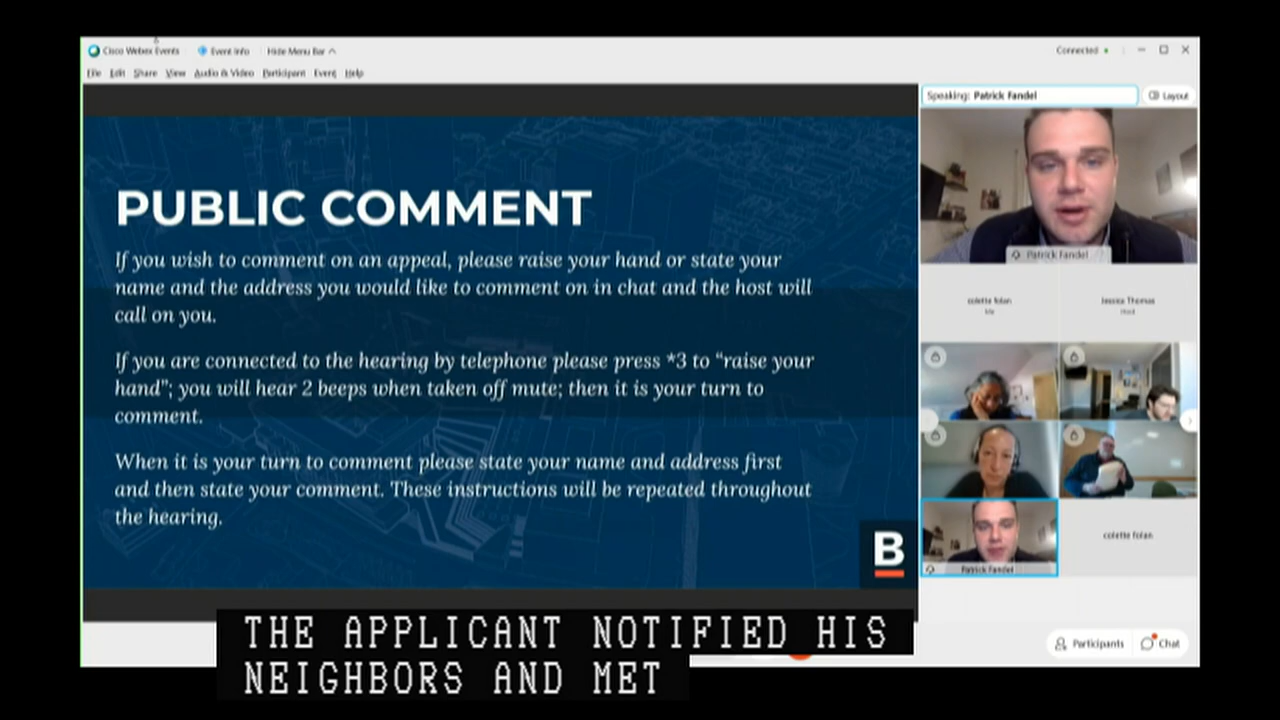 Cisco Webex Events Event Info Hide Menu Bar Connected
File Edit Share View Audio & Video Participant Event Help
Speaking: Patrick Fandel Layout
PUBLIC COMMENT
If you wish to comment on an appeal, please raise your hand or state your
name and the address you would like to comment on in chat and the host will
call on you.
If you are connected to the hearing by telephone please press *3 to “raise your
hand”; you will hear 2 beeps when taken off mute; then it is your turn to
comment.
When it is your turn to comment please state your name and address first
and then state your comment. These instructions will be repeated throughout
the hearing.
B
Patrick Fandel
colette folan
Me
Jessica Thomas
Host
Patrick Fandel
colette folan
THE APPLICANT NOTIFIED HIS
NEIGHBORS AND MET
Participants Chat